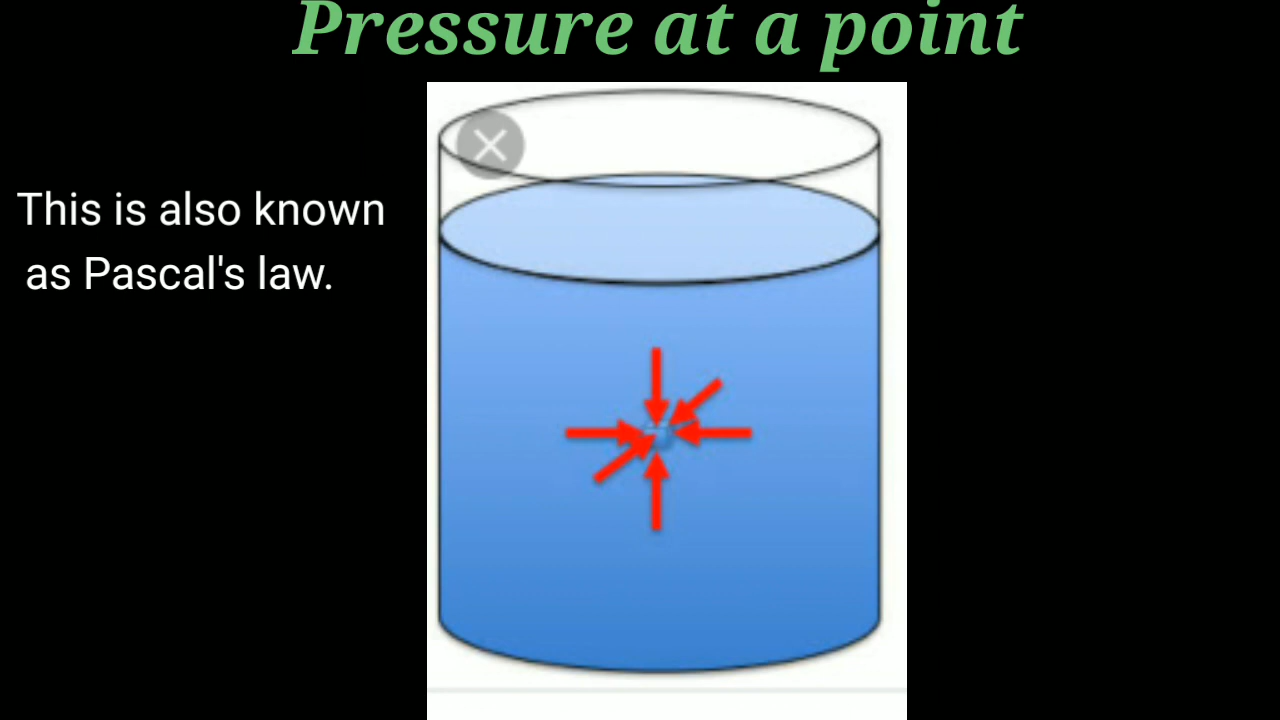 Pressure at a point
This is also known
as Pascal's law.